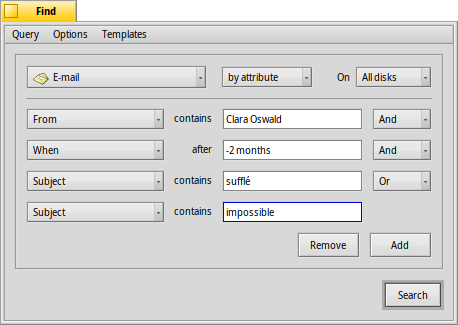 Find
Query Options Templates
E-mail by attribute On All disks
From contains Clara Oswald And
When after -2 months And
Subject contains sufflé Or
Subject contains impossible
Remove Add
Search